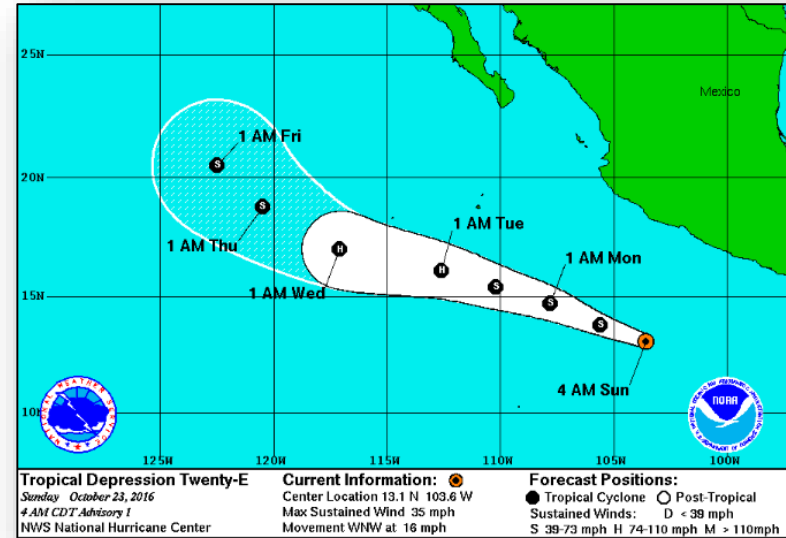 25N
Mexico
1 AM Fri
20N
1 AM Thu
1 AM Tue
1 AM Mon
15N
1 AM Wed
4 AM Sun
10N
NATIONAL WEATHER SERVICE
NOAA
125W 120W 115W 110W 105W 100W
S
S
H
H
S
S
S
Tropical Depression Twenty-E
Sunday October 23, 2016
4 AM CDT Advisory 1
NWS National Hurricane Center
Current Information:
Center Location 13.1 N 103.6 W
Max Sustained Wind 35 mph
Movement WNW at 16 mph
Forecast Positions:
Tropical Cyclone Post-Tropical
Sustained Winds: D < 39 mph
S 39-73 mph H 74-110 mph M > 110mph